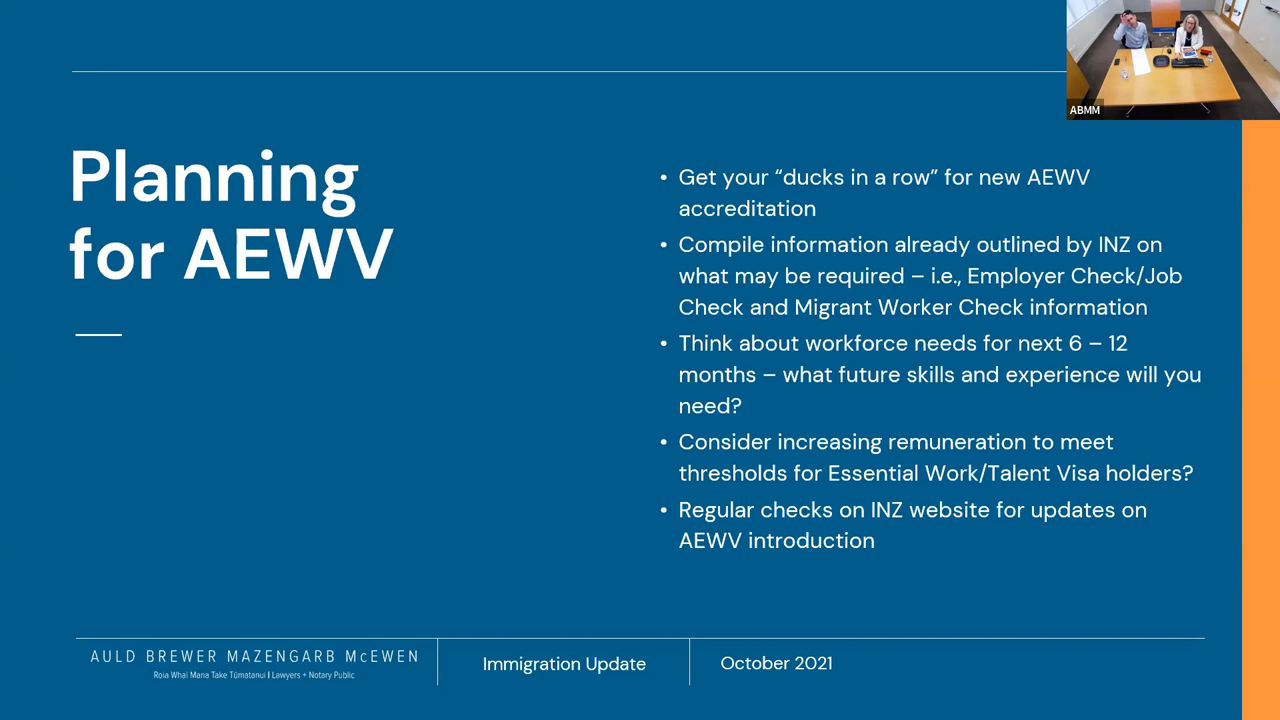 ABMM
Planning
for AEWV
• Get your “ducks in a row” for new AEWV
accreditation
• Compile information already outlined by INZ on
what may be required – i.e., Employer Check/Job
Check and Migrant Worker Check information
• Think about workforce needs for next 6 – 12
months – what future skills and experience will you
need?
• Consider increasing remuneration to meet
thresholds for Essential Work/Talent Visa holders?
• Regular checks on INZ website for updates on
AEWV introduction
AULD BREWER MAZENGARB McEWEN
Roia Whai Mana Take Tūmatanui | Lawyers + Notary Public
Immigration Update
October 2021